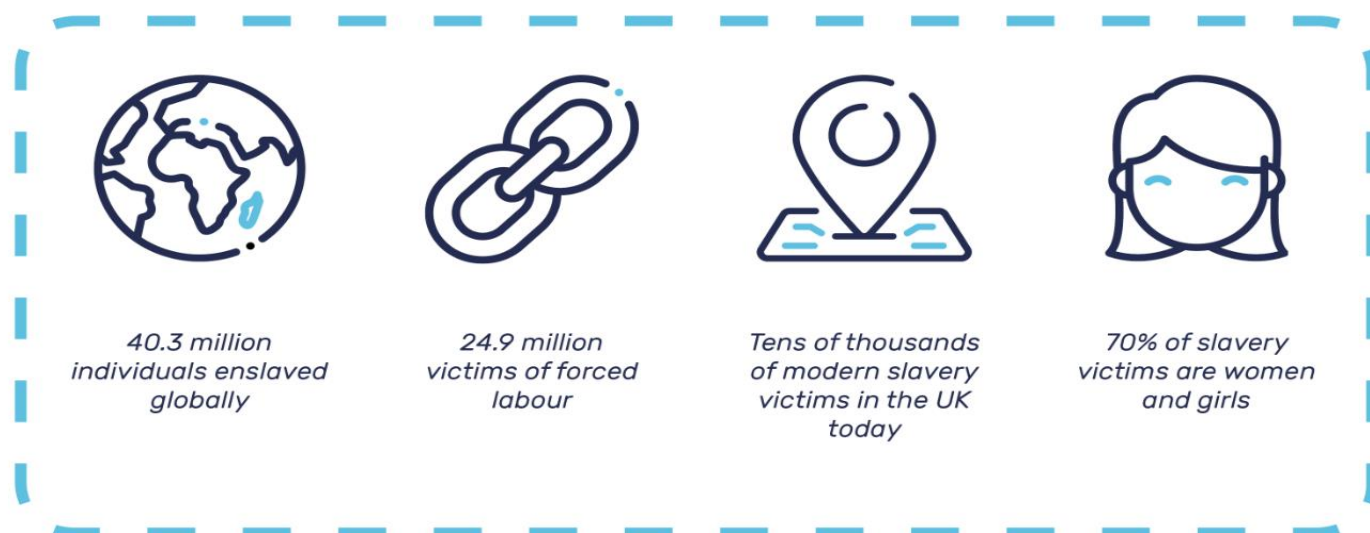 40.3 million
individuals enslaved
globally
24.9 million
victims of forced
labour
Tens of thousands
of modern slavery
victims in the UK
today
70% of slavery
victims are women
and girls